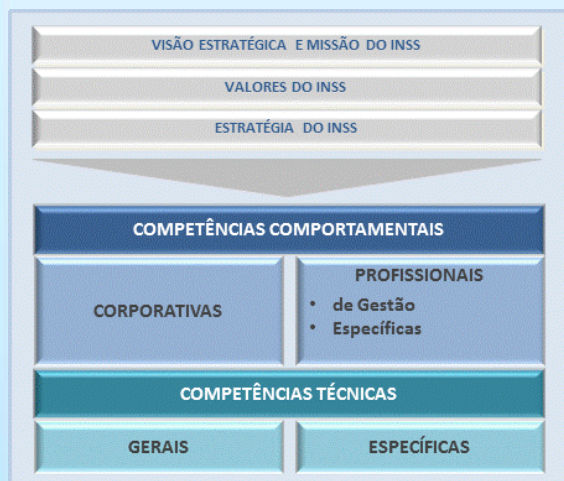 VISÃO ESTRATÉGICA E MISSÃO DO INSS
VALORES DO INSS
ESTRATÉGIA DO INSS
COMPETÊNCIAS COMPORTAMENTAIS
CORPORATIVAS
PROFISSIONAIS
• de Gestão
• Específicas
COMPETÊNCIAS TÉCNICAS
GERAIS
ESPECÍFICAS